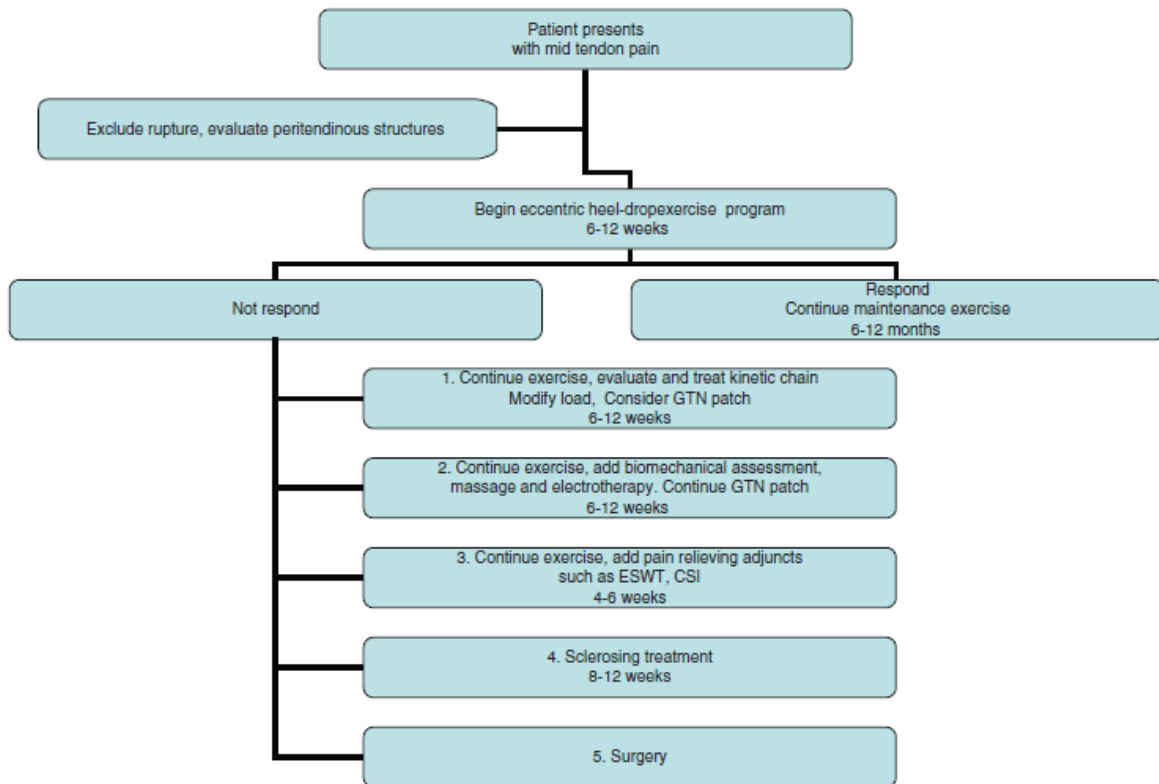 Patient presents
with mid tendon pain
Exclude rupture, evaluate peritendinous structures
Begin eccentric heel-dropexercise program
6-12 weeks
Not respond
Respond
Continue maintenance exercise
6-12 months
1. Continue exercise, evaluate and treat kinetic chain
Modify load, Consider GTN patch
6-12 weeks
2. Continue exercise, add biomechanical assessment,
massage and electrotherapy. Continue GTN patch
6-12 weeks
3. Continue exercise, add pain relieving adjuncts
such as ESWT, CSI
4-6 weeks
4. Sclerosing treatment
8-12 weeks
5. Surgery